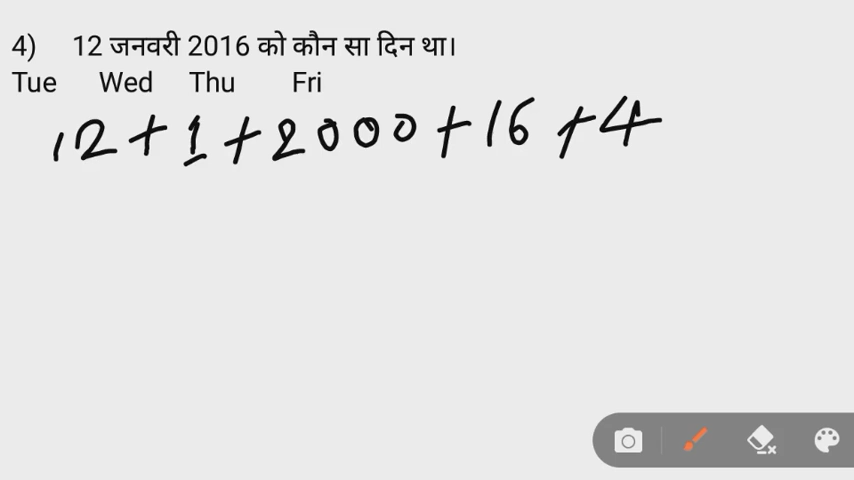 4) 12 जनवरी 2016 को कौन सा दिन था।
Tue Wed Thu Fri
12 + 1 + 2000 + 16 + 4